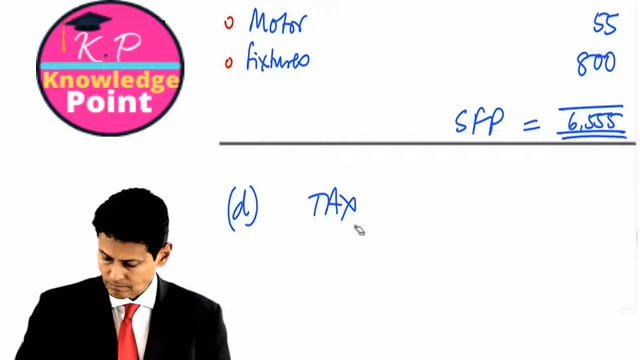 K.P
Knowledge
Point
Motor 55
fixtures 800
SFP = 6,555
(d) TAX